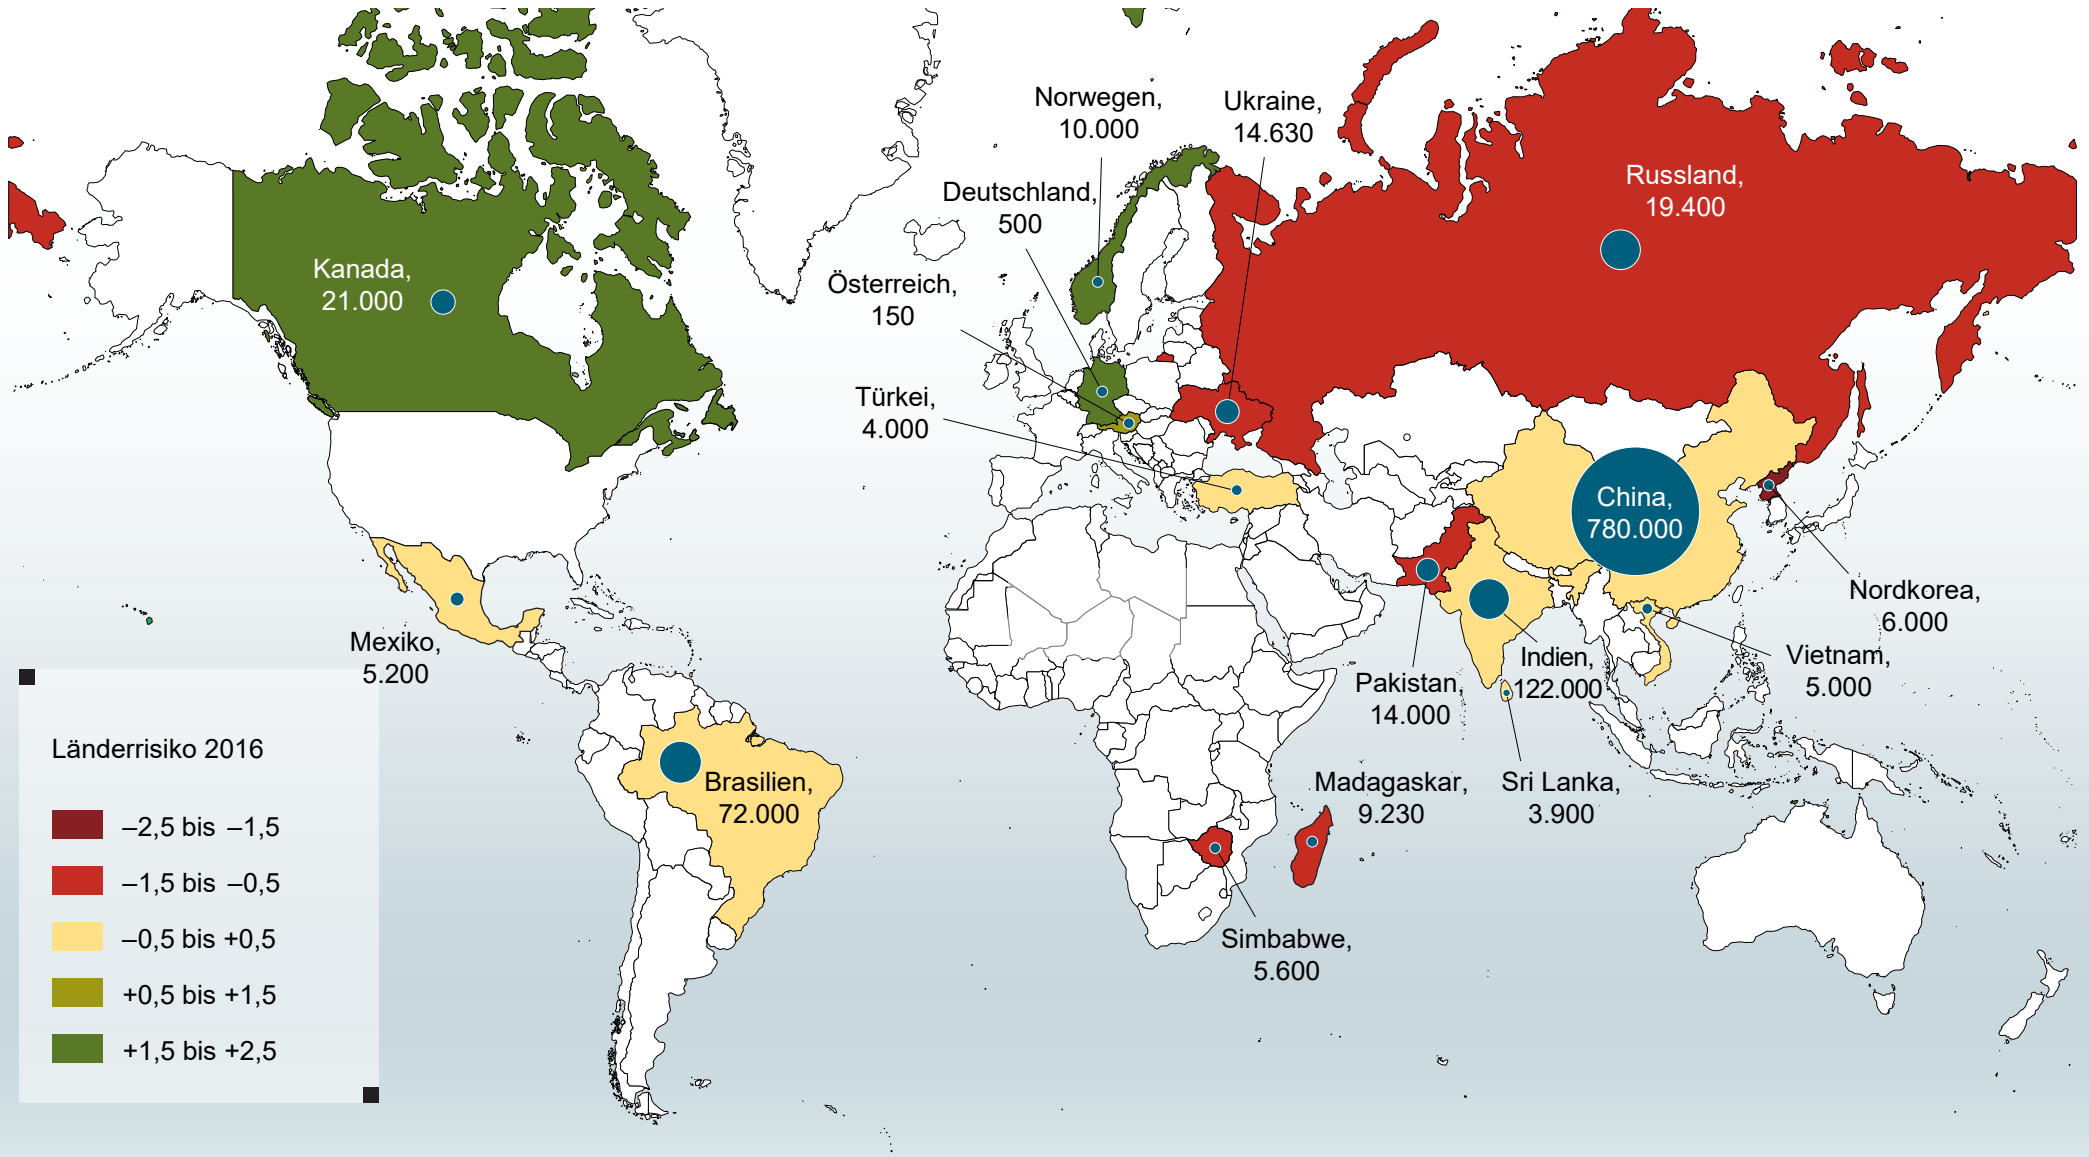 Norwegen,
10.000
Ukraine,
14.630
Russland,
19.400
Deutschland,
500
Kanada,
21.000
Österreich,
150
Türkei,
4.000
China,
780.000
Nordkorea,
6.000
Mexiko,
5.200
Vietnam,
5.000
Indien,
122.000
Pakistan,
14.000
Brasilien,
72.000
Madagaskar,
9.230
Sri Lanka,
3.900
Simbabwe,
5.600
Länderrisiko 2016
–2,5 bis –1,5
–1,5 bis –0,5
–0,5 bis +0,5
+0,5 bis +1,5
+1,5 bis +2,5